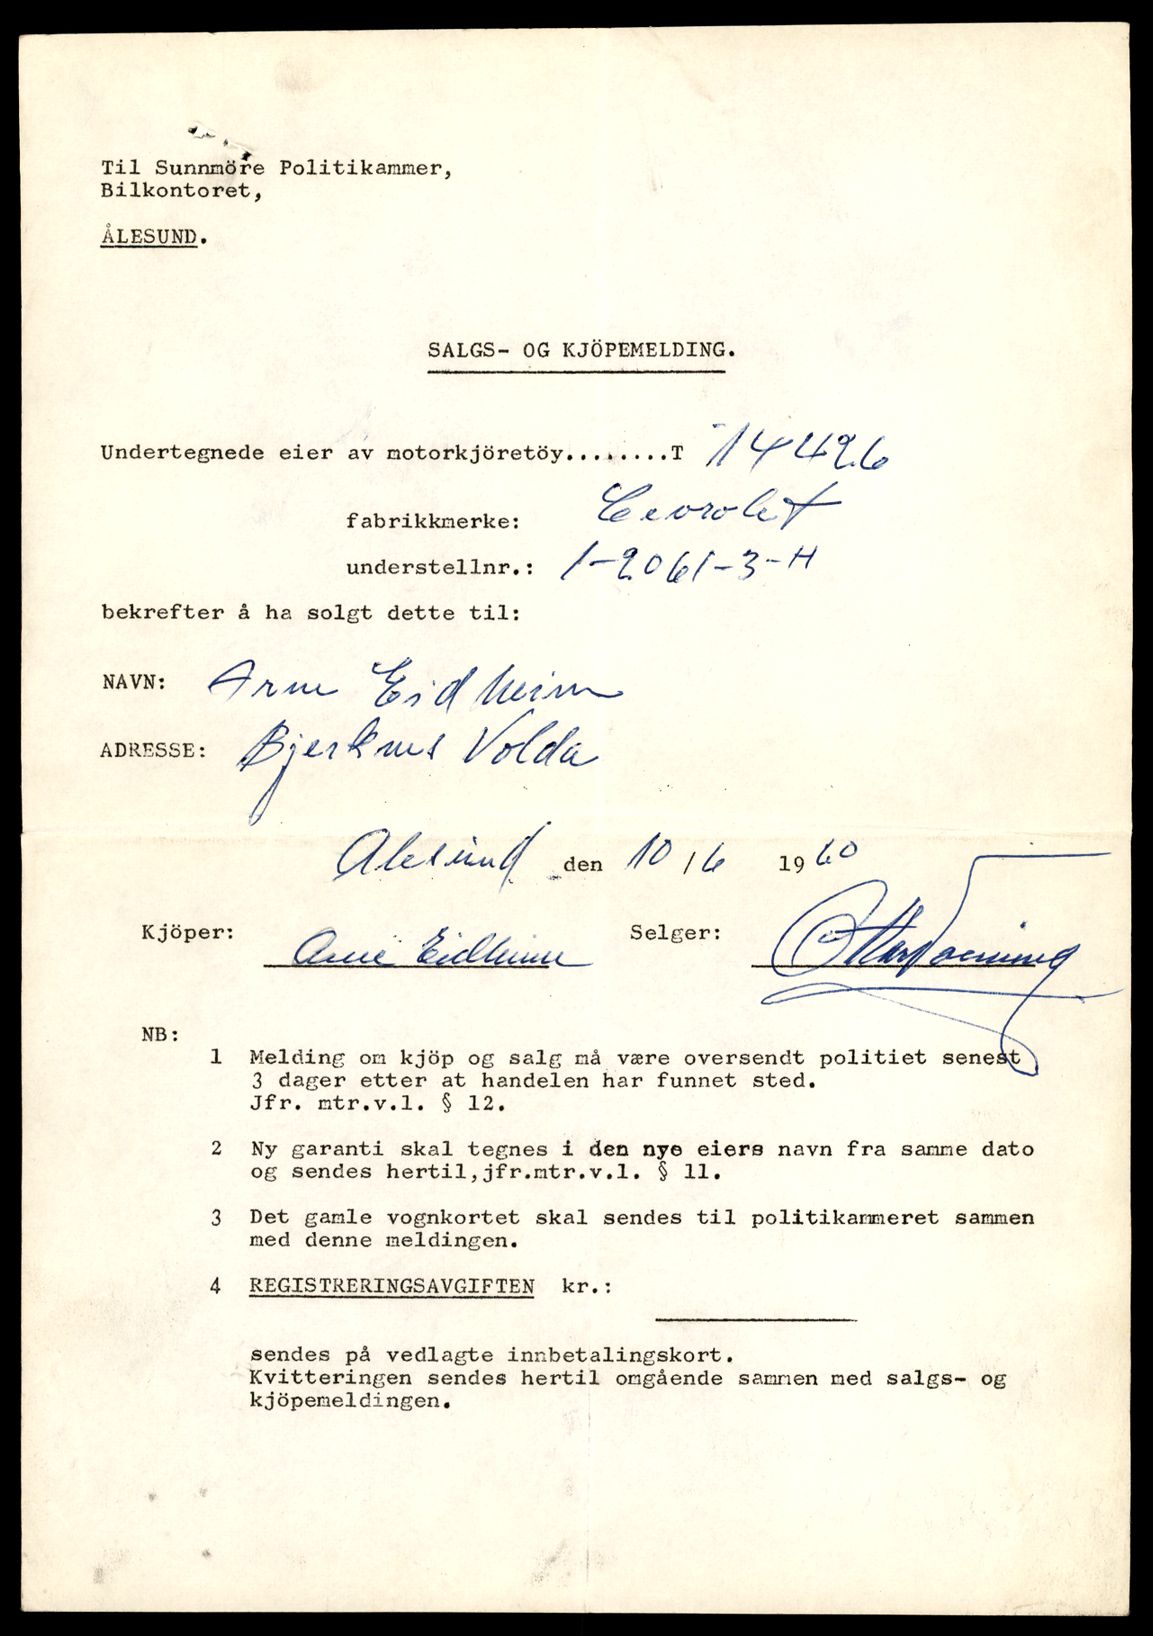 Til Sunnmöre Politikammer,
Bilkontoret,
ÅLESUND.
SALGS- OG KJÖPEMELDING.
Undertegnede eier av motorkjöretöy........T 14426
fabrikkmerke: Cevrolet
understellnr.: 1-2061-3-H
bekrefter å ha solgt dette til:
NAVN: Arne Eidheim
ADRESSE: Bjerknes Volda
Ålesund den 10/6 1960
Kjöper: Arne Eidheim Selger:
NB:
1 Melding om kjöp og salg må være oversendt politiet senest
3 dager etter at handelen har funnet sted.
Jfr. mtr.v.l. § 12.
2 Ny garanti skal tegnes i den nye eiers navn fra samme dato
og sendes hertil,jfr.mtr.v.l. § 11.
3 Det gamle vognkortet skal sendes til politikammeret sammen
med denne meldingen.
4 REGISTRERINGSAVGIFTEN kr.:
sendes på vedlagte innbetalingskort.
Kvitteringen sendes hertil omgående sammen med salgs- og
kjöpemeldingen.